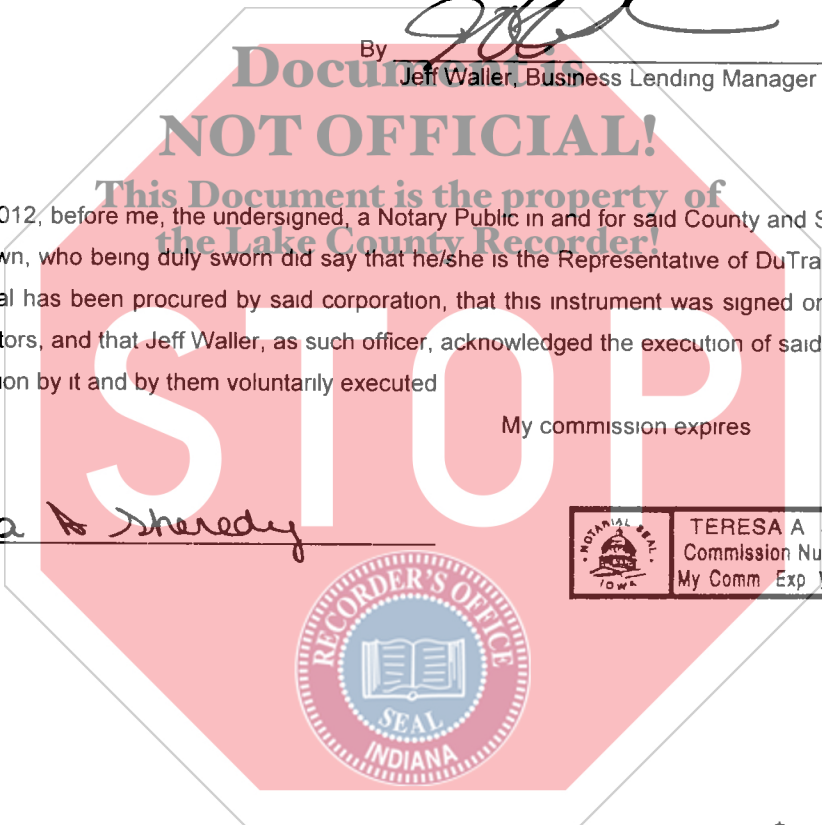 By
Jeff Waller, Business Lending Manager
Document is
NOT OFFICIAL!
This Document is the property of
the Lake County Recorder!
012, before me, the undersigned, a Notary Public in and for said County and S
wn, who being duly sworn did say that he/she is the Representative of DuTra
al has been procured by said corporation, that this instrument was signed or
tors, and that Jeff Waller, as such officer, acknowledged the execution of said
ion by it and by them voluntarily executed
STOP
My commission expires
a A Sheredy
NOTARIAL SEAL
IOWA
TERESA A
Commission Nu
My Comm Exp
RECORDER'S OFFICE
SEAL
INDIANA